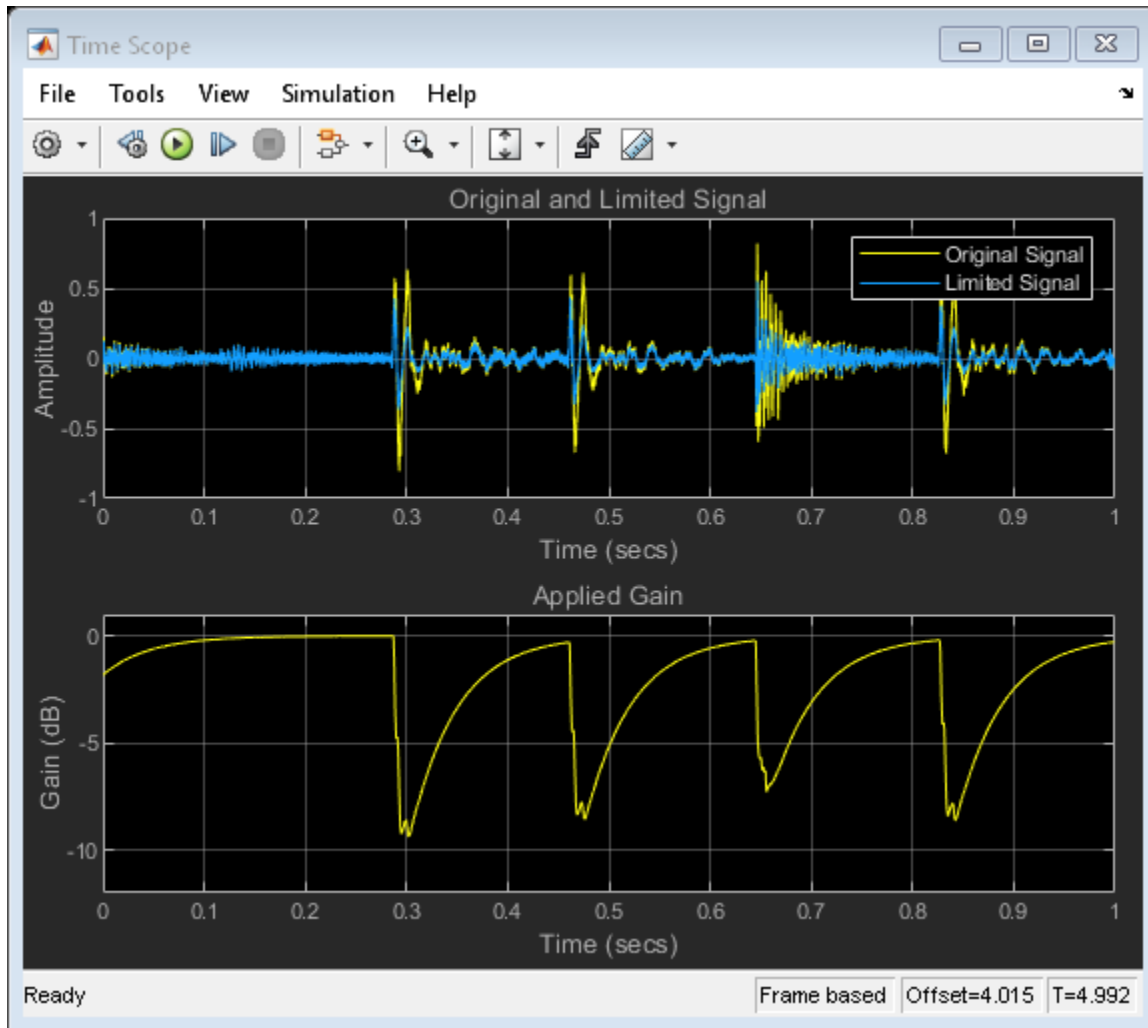 Time Scope
File Tools View Simulation Help
Original and Limited Signal
Original Signal
Limited Signal
Amplitude
1
0.5
0
-0.5
-1
0 0.1 0.2 0.3 0.4 0.5 0.6 0.7 0.8 0.9 1
Time (secs)
Applied Gain
Gain (dB)
0
-5
-10
0 0.1 0.2 0.3 0.4 0.5 0.6 0.7 0.8 0.9 1
Time (secs)
Ready Frame based Offset=4.015 T=4.992